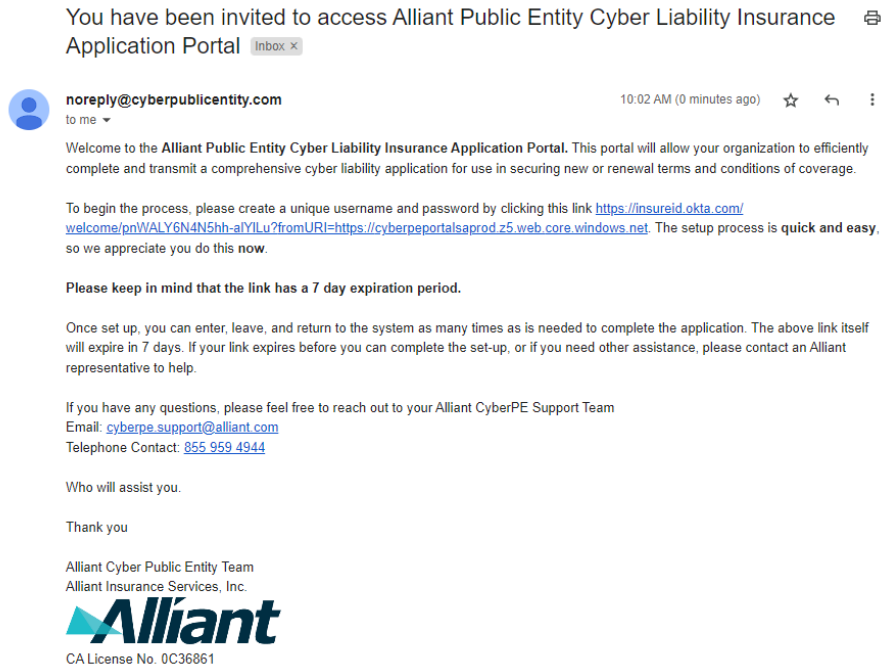 You have been invited to access Alliant Public Entity Cyber Liability Insurance
Application Portal Inbox ×
noreply@cyberpublicentity.com 10:02 AM (0 minutes ago)
to me
Welcome to the Alliant Public Entity Cyber Liability Insurance Application Portal. This portal will allow your organization to efficiently
complete and transmit a comprehensive cyber liability application for use in securing new or renewal terms and conditions of coverage.
To begin the process, please create a unique username and password by clicking this link https://insureid.okta.com/
welcome/pnWALY6N4N5hh-alYlLu?fromURI=https://cyberpeportalsaprod.z5.web.core.windows.net. The setup process is quick and easy,
so we appreciate you do this now.
Please keep in mind that the link has a 7 day expiration period.
Once set up, you can enter, leave, and return to the system as many times as is needed to complete the application. The above link itself
will expire in 7 days. If your link expires before you can complete the set-up, or if you need other assistance, please contact an Alliant
representative to help.
If you have any questions, please feel free to reach out to your Alliant CyberPE Support Team
Email: cyberpe.support@alliant.com
Telephone Contact: 855 959 4944
Who will assist you.
Thank you
Alliant Cyber Public Entity Team
Alliant Insurance Services, Inc.
Alliant
CA License No. 0C36861